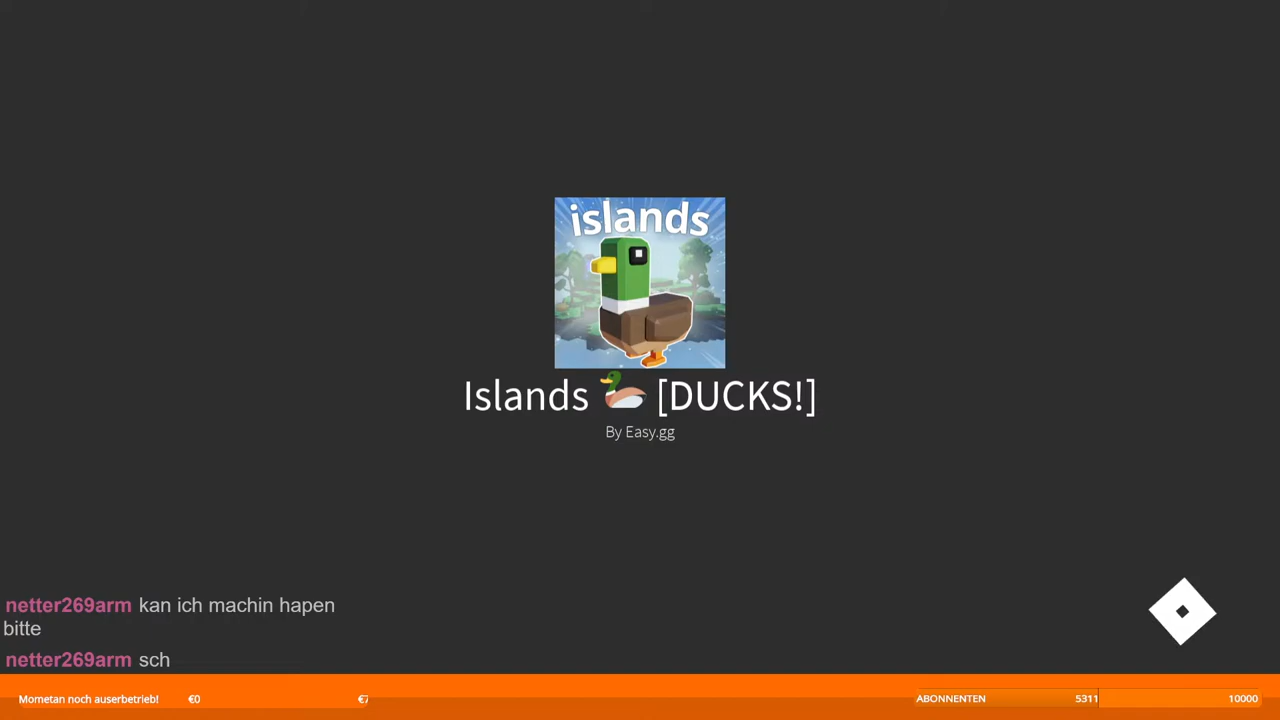 islands
Islands 🦆 [DUCKS!]
By Easy.gg
netter269arm kan ich machin hapen
bitte
netter269arm sch
Mometan noch auserbetrieb! €0 €7
ABONNENTEN 5311 10000